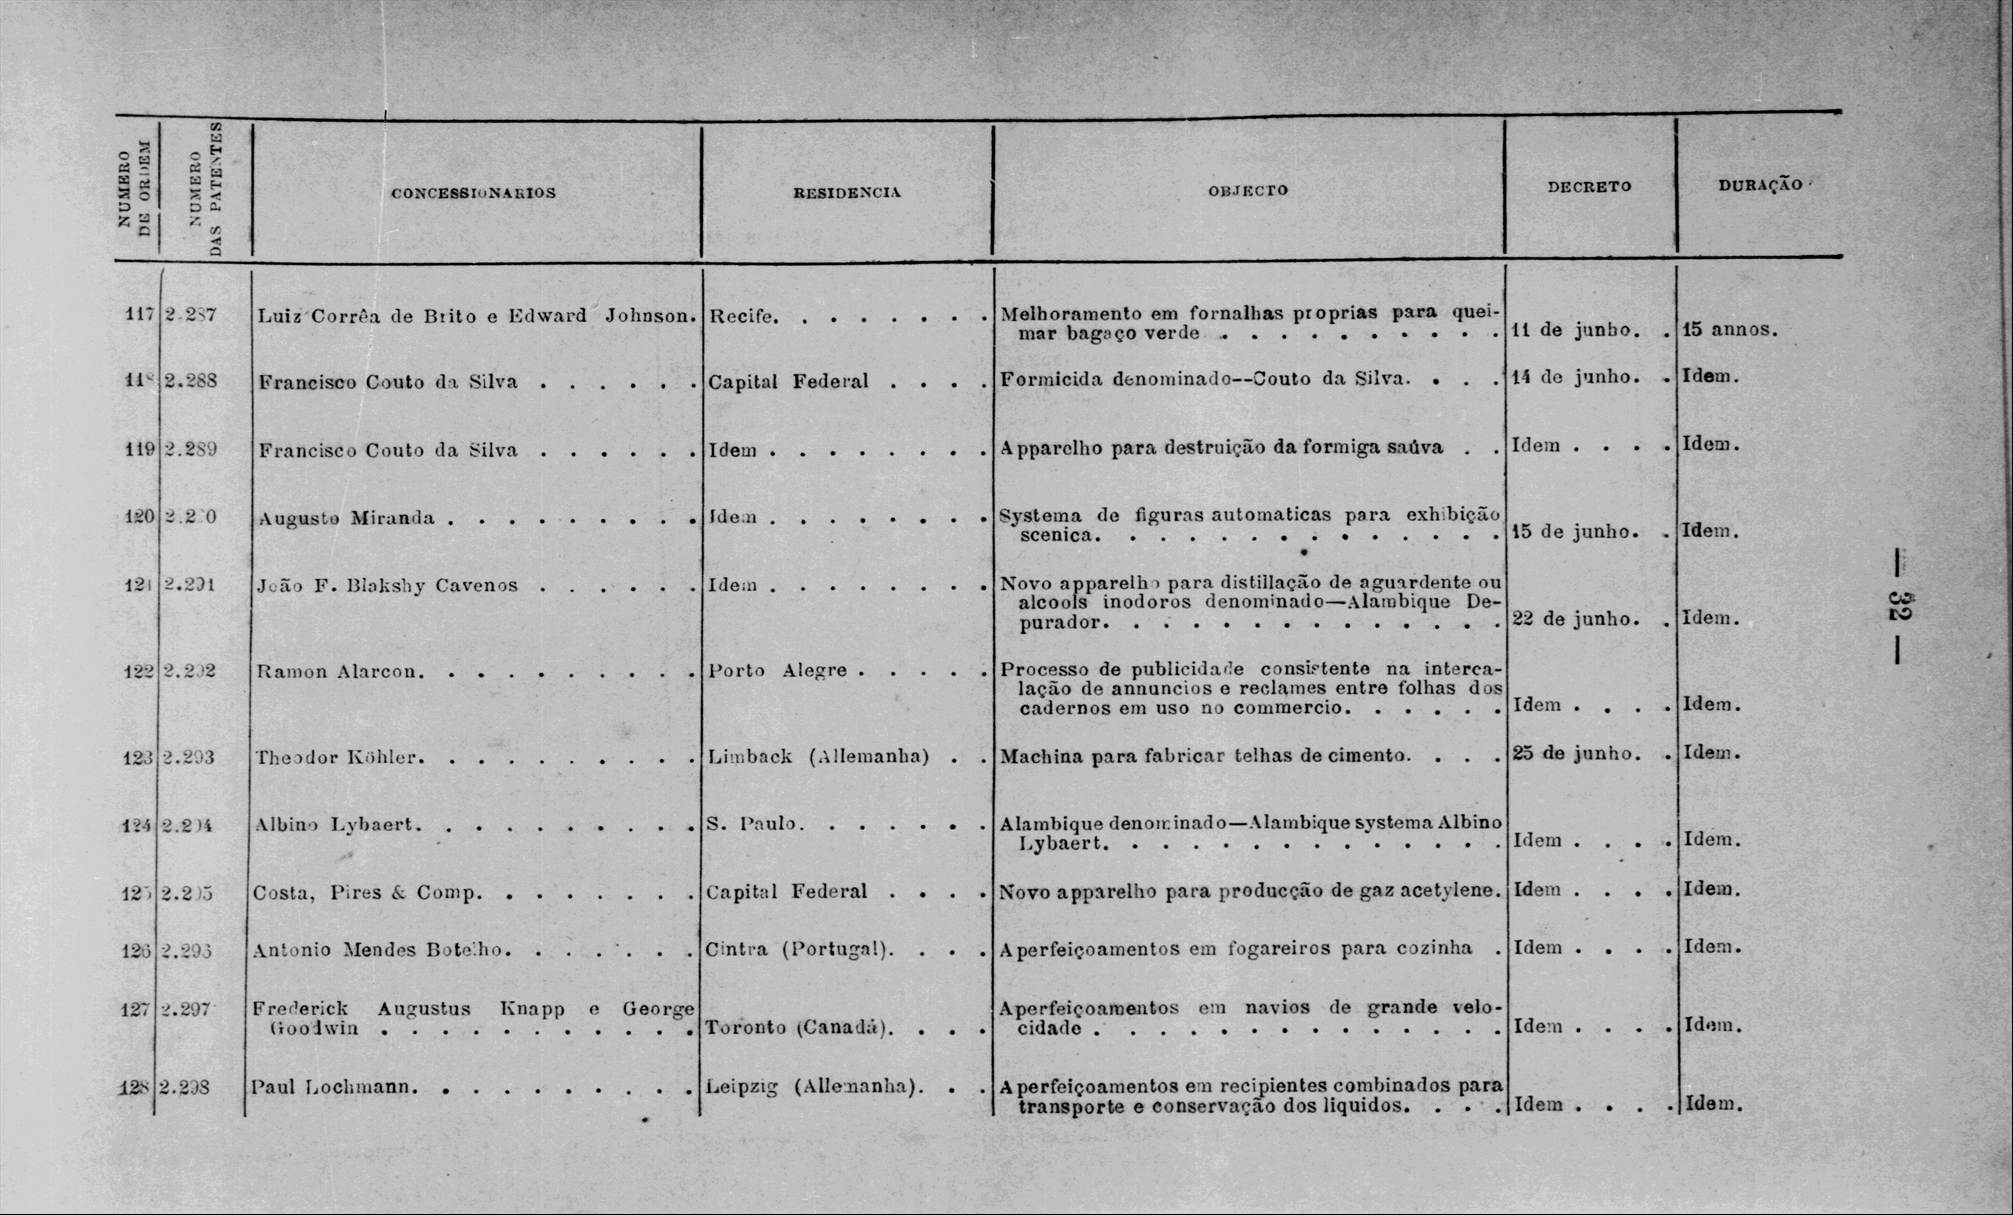 NUMERO DE ORDEM | NUMERO DAS PATENTES | CONCESSIONARIOS | RESIDENCIA | OBJECTO | DECRETO | DURAÇÃO
117 2.287 Luiz Corrêa de Brito e Edward Johnson. Recife. Melhoramento em fornalhas proprias para quei-
mar bagaço verde 11 de junho. 15 annos.
118 2.288 Francisco Couto da Silva Capital Federal Formicida denominado--Couto da Silva. 14 de junho. Idem.
119 2.289 Francisco Couto da Silva Idem Apparelho para destruição da formiga saúva Idem Idem.
120 2.290 Augusto Miranda Idem Systema de figuras automaticas para exhibição
scenica. 15 de junho. Idem.
121 2.291 João F. Blakshy Cavenos Idem Novo apparelho para distillação de aguardente ou
alcools inodoros denominado—Alambique De-
purador. 22 de junho. Idem.
122 2.292 Ramon Alarcon. Porto Alegre Processo de publicidade consistente na interca-
lação de annuncios e reclames entre folhas dos
cadernos em uso no commercio. Idem Idem.
123 2.293 Theodor Köhler. Limback (Allemanha) Machina para fabricar telhas de cimento. 25 de junho. Idem.
124 2.294 Albino Lybaert. S. Paulo. Alambique denominado—Alambique systema Albino
Lybaert. Idem Idem.
125 2.295 Costa, Pires & Comp. Capital Federal Novo apparelho para producção de gaz acetylene. Idem Idem.
126 2.296 Antonio Mendes Botelho. Cintra (Portugal). Aperfeiçoamentos em fogareiros para cozinha Idem Idem.
127 2.297 Frederick Augustus Knapp e George Aperfeiçoamentos em navios de grande velo-
Goodwin Toronto (Canadá). cidade Idem Idem.
128 2.298 Paul Lochmann. Leipzig (Allemanha). Aperfeiçoamentos em recipientes combinados para
transporte e conservação dos liquidos. Idem Idem.
— 32 —